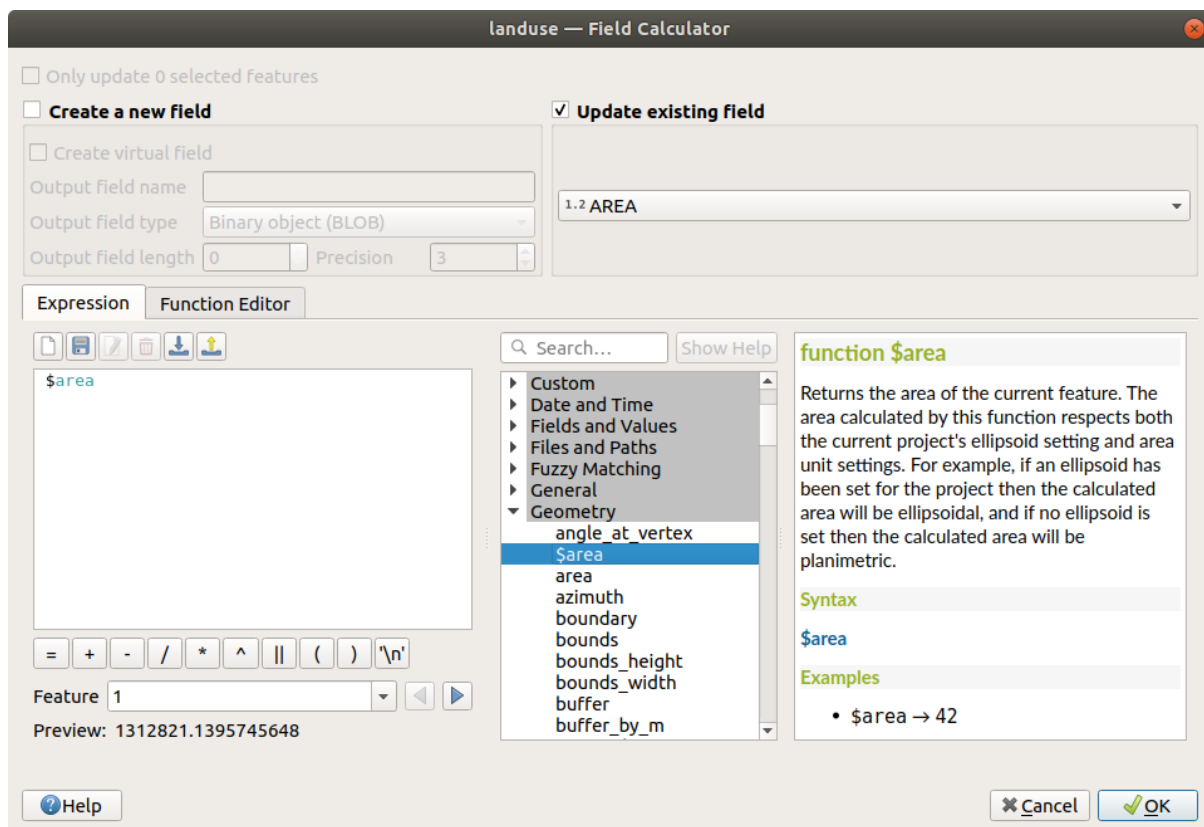 landuse — Field Calculator
Only update 0 selected features
Create a new field
Create virtual field
Output field name
Output field type Binary object (BLOB)
Output field length 0 Precision 3
Update existing field
1.2 AREA
Expression Function Editor
$area
= + - / * ^ || ( ) '\n'
Feature 1
Preview: 1312821.1395745648
Search... Show Help
Custom
Date and Time
Fields and Values
Files and Paths
Fuzzy Matching
General
Geometry
angle_at_vertex
$area
area
azimuth
boundary
bounds
bounds_height
bounds_width
buffer
buffer_by_m
function $area
Returns the area of the current feature. The
area calculated by this function respects both
the current project's ellipsoid setting and area
unit settings. For example, if an ellipsoid has
been set for the project then the calculated
area will be ellipsoidal, and if no ellipsoid is
set then the calculated area will be
planimetric.
Syntax
$area
Examples
• $area → 42
Help Cancel OK